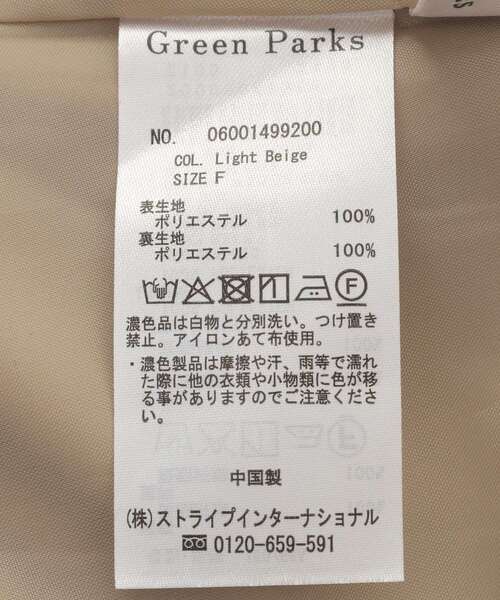 Green Parks
NO. 06001499200
COL. Light Beige
SIZE F
表生地
ポリエステル 100%
裏生地
ポリエステル 100%
F
濃色品は白物と分別洗い。つけ置き
禁止。アイロンあて布使用。
・濃色製品は摩擦や汗、雨等で濡れ
た際に他の衣類や小物類に色が移
る事がありますのでご注意くださ
い。
中国製
(株)ストライプインターナショナル
0120-659-591